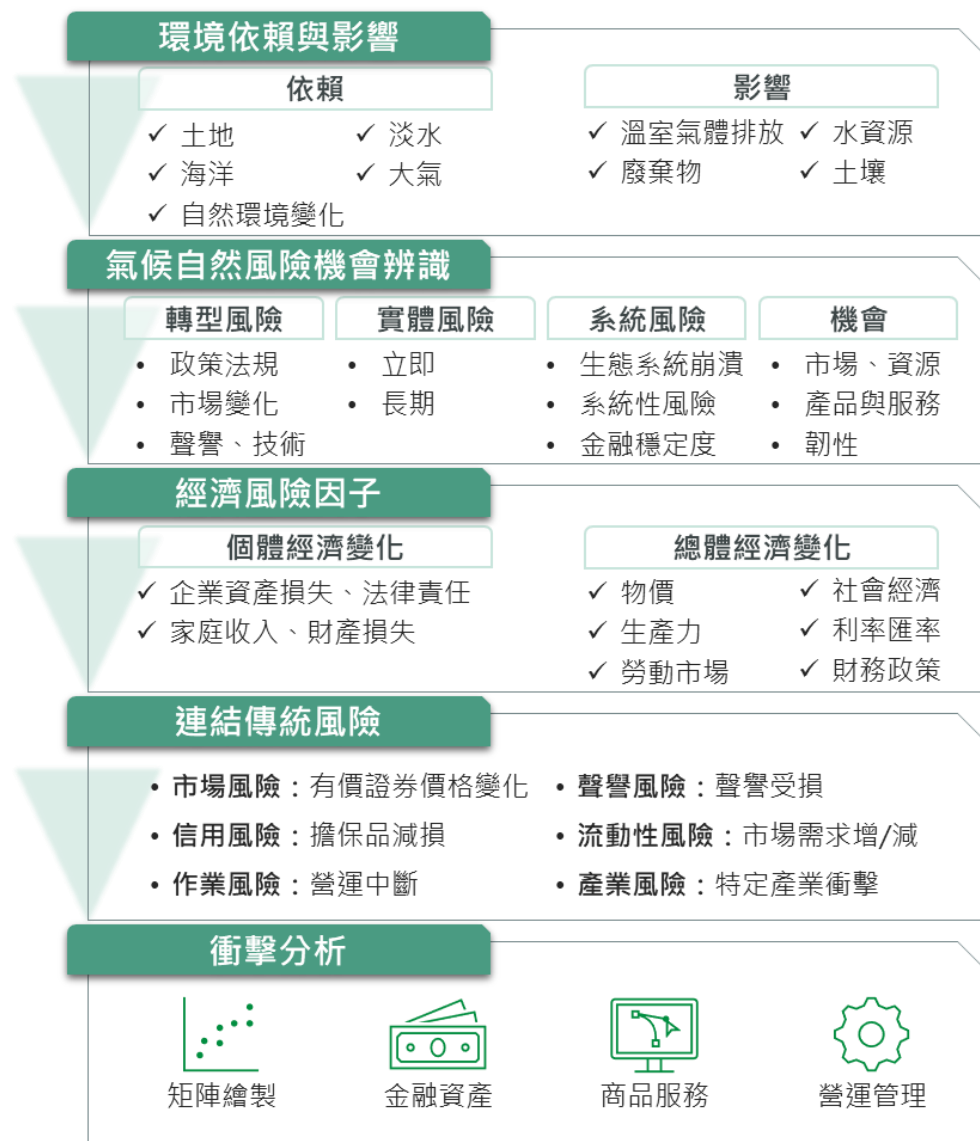 環境依賴與影響
依賴
影響
✓ 土地
✓ 淡水
✓ 溫室氣體排放
✓ 水資源
✓ 海洋
✓ 大氣
✓ 廢棄物
✓ 土壤
✓ 自然環境變化
氣候自然風險機會辨識
轉型風險
實體風險
系統風險
機會
• 政策法規
• 立即
• 生態系統崩潰
• 市場、資源
• 市場變化
• 長期
• 系統性風險
• 產品與服務
• 聲譽、技術
• 金融穩定度
• 韌性
經濟風險因子
個體經濟變化
總體經濟變化
✓ 企業資產損失、法律責任
✓ 物價
✓ 社會經濟
✓ 家庭收入、財產損失
✓ 生產力
✓ 利率匯率
✓ 勞動市場
✓ 財務政策
連結傳統風險
• 市場風險：有價證券價格變化
• 聲譽風險：聲譽受損
• 信用風險：擔保品減損
• 流動性風險：市場需求增/減
• 作業風險：營運中斷
• 產業風險：特定產業衝擊
衝擊分析
矩陣繪製
金融資產
商品服務
營運管理